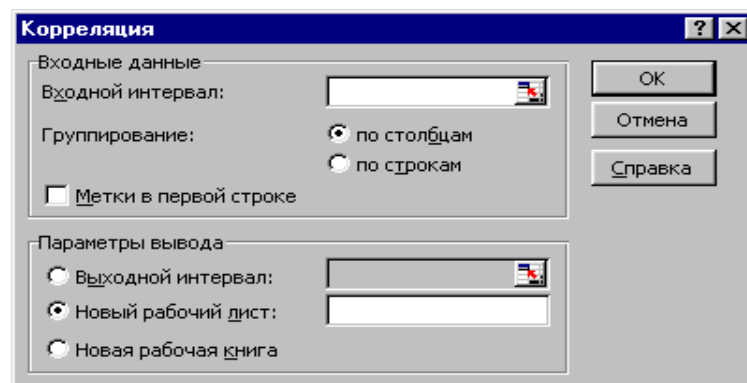 Корреляция
Входные данные
Входной интервал:
Группирование:
по столбцам
по строкам
Метки в первой строке
Параметры вывода
Выходной интервал:
Новый рабочий лист:
Новая рабочая книга
OK
Отмена
Справка